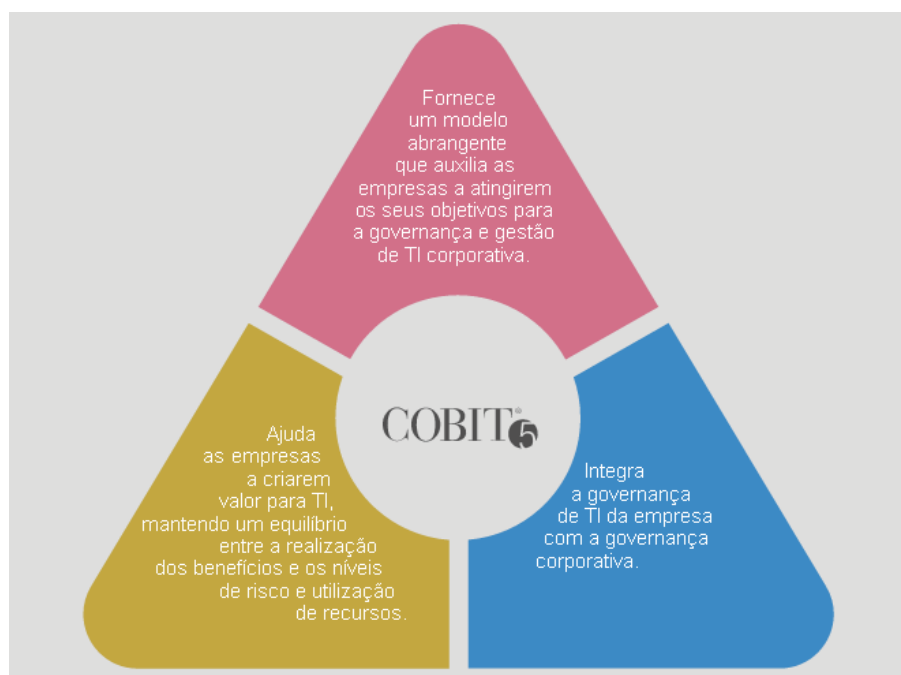 Fornece
um modelo
abrangente
que auxilia as
empresas a atingirem
os seus objetivos para
a governança e gestão
de TI corporativa.
COBIT® 5
Ajuda
as empresas
a criarem
valor para TI,
mantendo um equilíbrio
entre a realização
dos benefícios e os níveis
de risco e utilização
de recursos.
Integra
a governança
de TI da empresa
com a governança
corporativa.